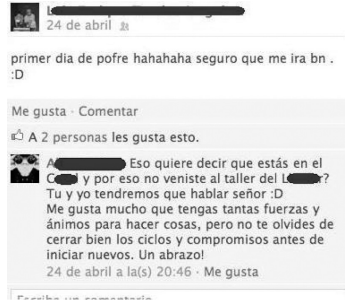 24 de abril
primer dia de pofre hahahaha seguro que me ira bn .
:D
Me gusta · Comentar
A 2 personas les gusta esto.
A Eso quiere decir que estás en el
C y por eso no veniste al taller del L r?
Tu y yo tendremos que hablar señor :D
Me gusta mucho que tengas tantas fuerzas y
ánimos para hacer cosas, pero no te olvides de
cerrar bien los ciclos y compromisos antes de
iniciar nuevos. Un abrazo!
24 de abril a la(s) 20:46 · Me gusta
Escribe un comentario